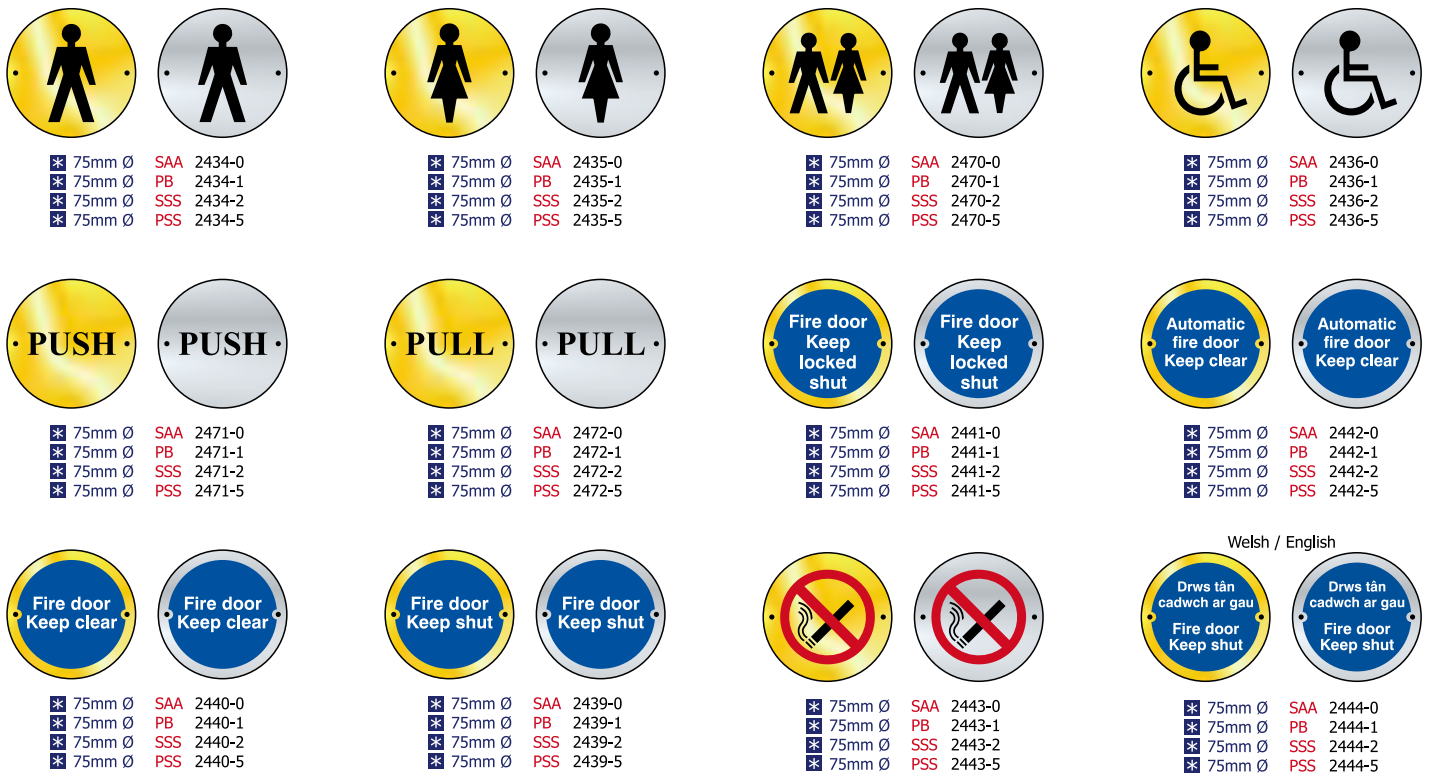 * 75mm Ø SAA 2434-0
* 75mm Ø PB 2434-1
* 75mm Ø SSS 2434-2
* 75mm Ø PSS 2434-5
* 75mm Ø SAA 2435-0
* 75mm Ø PB 2435-1
* 75mm Ø SSS 2435-2
* 75mm Ø PSS 2435-5
* 75mm Ø SAA 2470-0
* 75mm Ø PB 2470-1
* 75mm Ø SSS 2470-2
* 75mm Ø PSS 2470-5
* 75mm Ø SAA 2436-0
* 75mm Ø PB 2436-1
* 75mm Ø SSS 2436-2
* 75mm Ø PSS 2436-5
PUSH
PUSH
* 75mm Ø SAA 2471-0
* 75mm Ø PB 2471-1
* 75mm Ø SSS 2471-2
* 75mm Ø PSS 2471-5
PULL
PULL
* 75mm Ø SAA 2472-0
* 75mm Ø PB 2472-1
* 75mm Ø SSS 2472-2
* 75mm Ø PSS 2472-5
Fire door
Keep
locked
shut
Fire door
Keep
locked
shut
* 75mm Ø SAA 2441-0
* 75mm Ø PB 2441-1
* 75mm Ø SSS 2441-2
* 75mm Ø PSS 2441-5
Automatic
fire door
Keep clear
Automatic
fire door
Keep clear
* 75mm Ø SAA 2442-0
* 75mm Ø PB 2442-1
* 75mm Ø SSS 2442-2
* 75mm Ø PSS 2442-5
Fire door
Keep clear
Fire door
Keep clear
* 75mm Ø SAA 2440-0
* 75mm Ø PB 2440-1
* 75mm Ø SSS 2440-2
* 75mm Ø PSS 2440-5
Fire door
Keep shut
Fire door
Keep shut
* 75mm Ø SAA 2439-0
* 75mm Ø PB 2439-1
* 75mm Ø SSS 2439-2
* 75mm Ø PSS 2439-5
* 75mm Ø SAA 2443-0
* 75mm Ø PB 2443-1
* 75mm Ø SSS 2443-2
* 75mm Ø PSS 2443-5
Welsh / English
Drws tân
cadwch ar gau
Fire door
Keep shut
Drws tân
cadwch ar gau
Fire door
Keep shut
* 75mm Ø SAA 2444-0
* 75mm Ø PB 2444-1
* 75mm Ø SSS 2444-2
* 75mm Ø PSS 2444-5